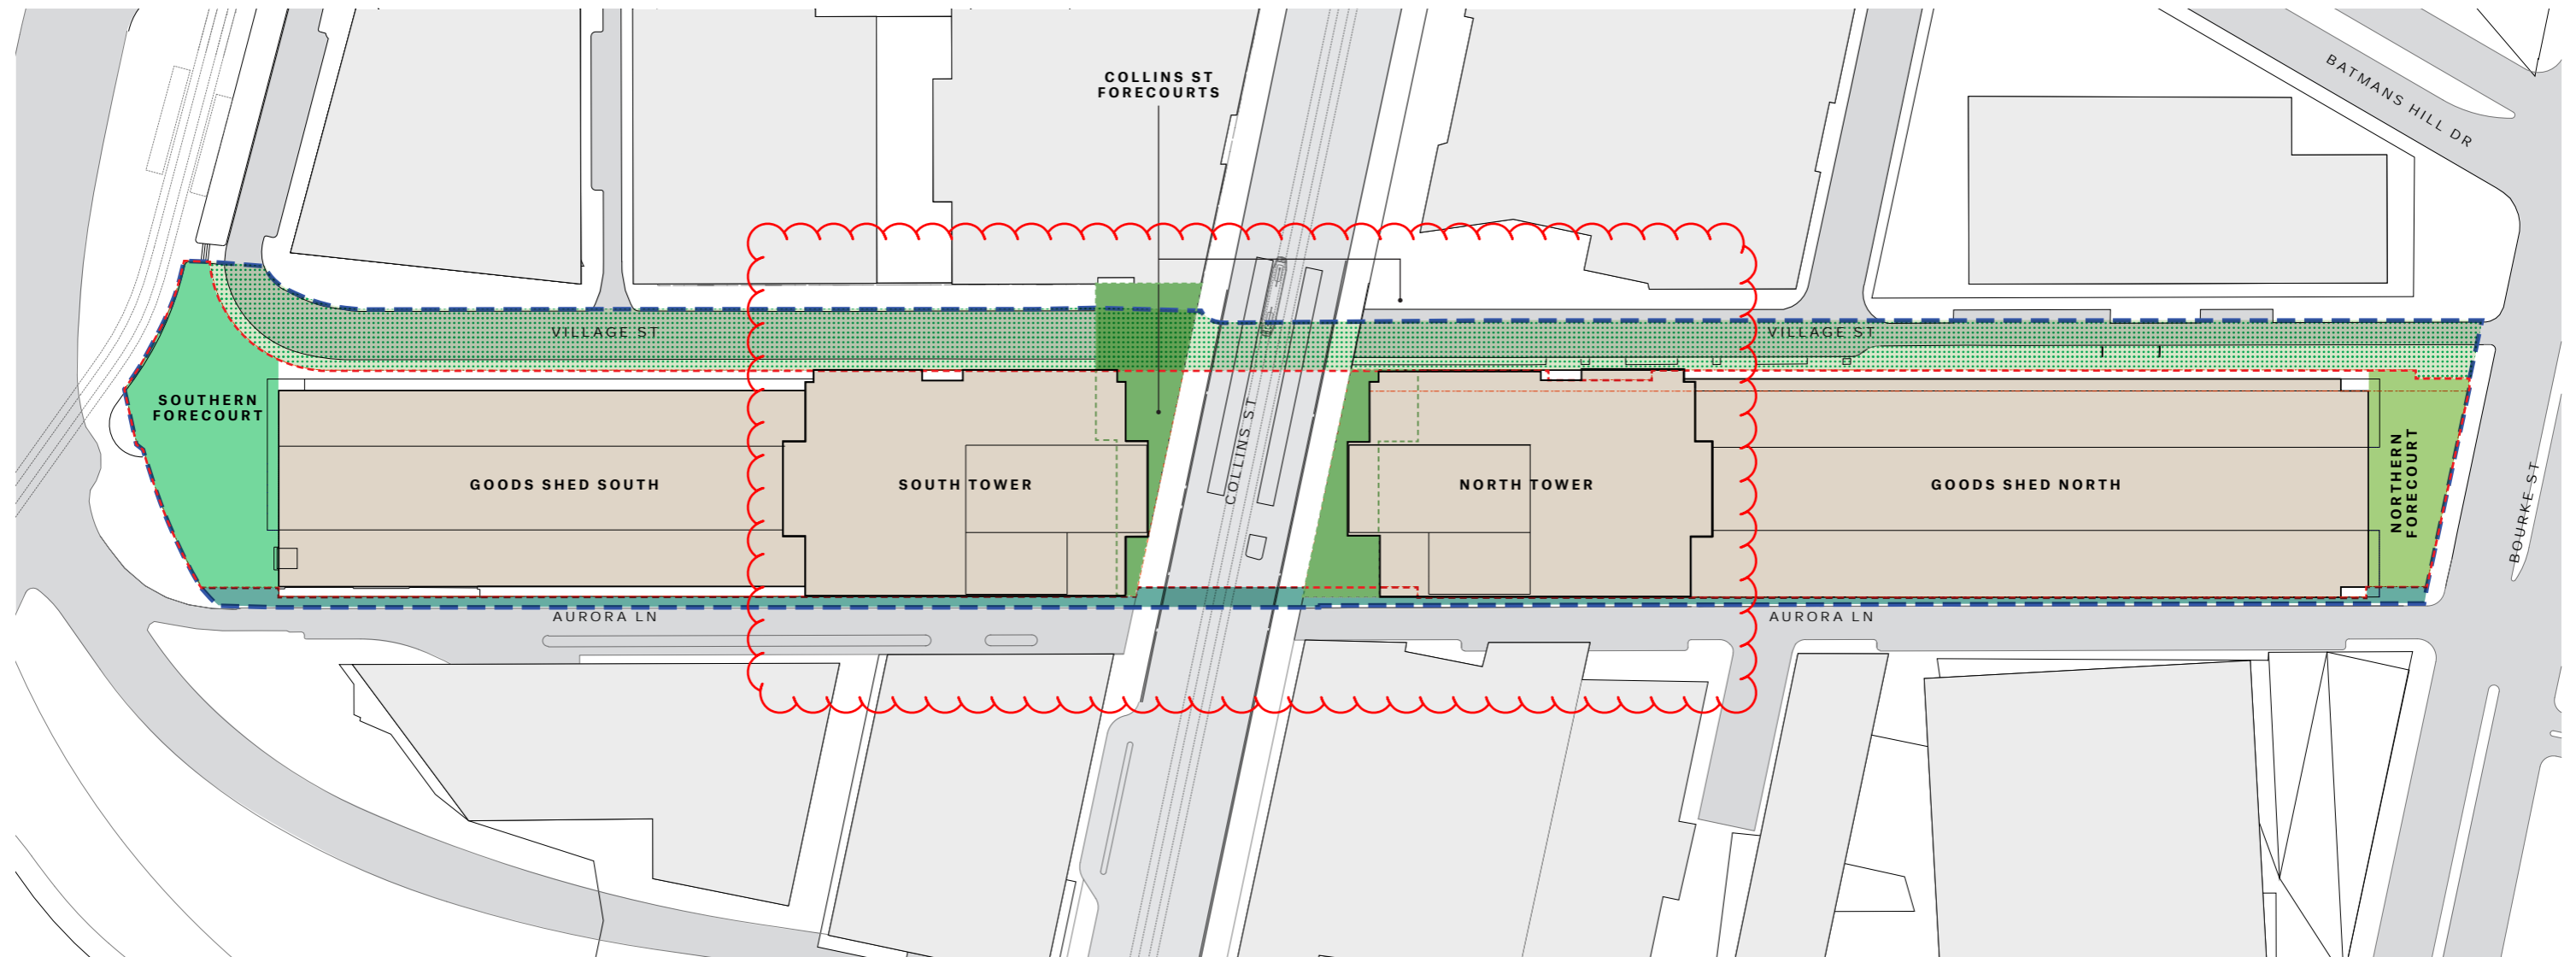 BATMANS HILL DR
COLLINS ST
FORECOURTS
VILLAGE ST
VILLAGE ST
SOUTHERN
FORECOURT
GOODS SHED SOUTH
SOUTH TOWER
COLLINS ST
NORTH TOWER
GOODS SHED NORTH
NORTHERN
FORECOURT
BOURKE ST
AURORA LN
AURORA LN